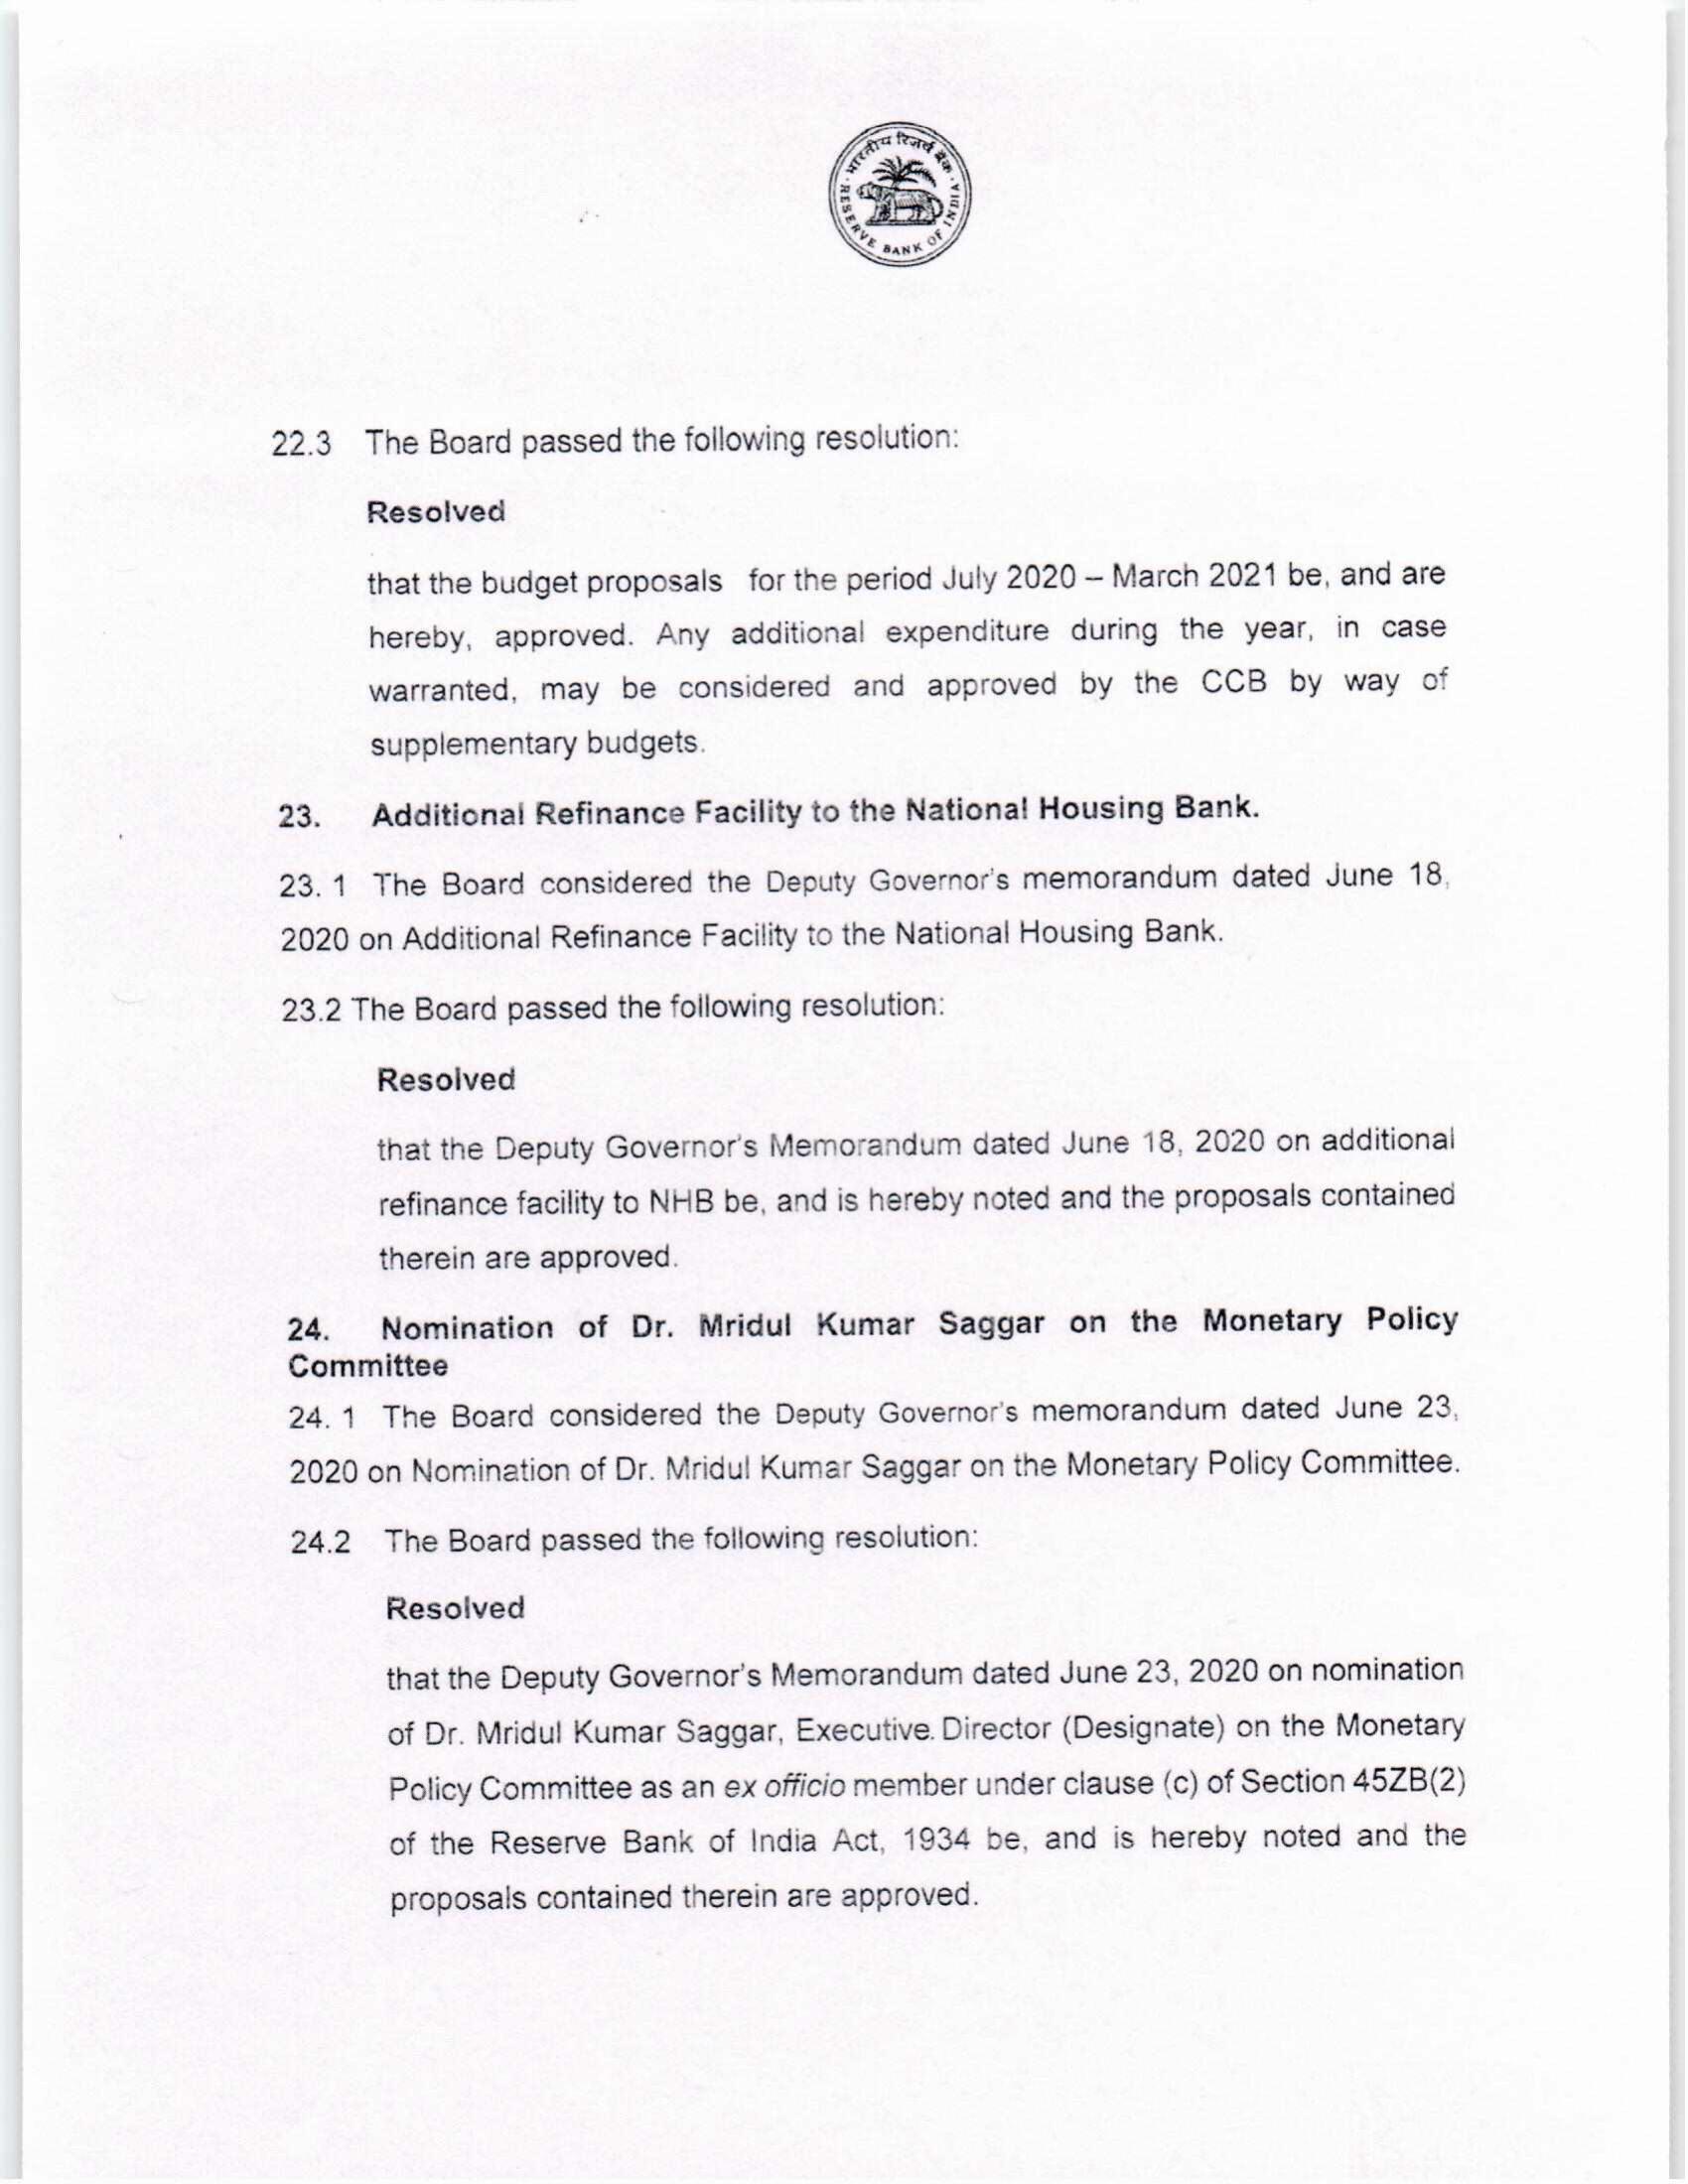 भारतीय रिज़र्व बैंक
RESERVE BANK OF INDIA
22.3 The Board passed the following resolution:
Resolved
that the budget proposals for the period July 2020 – March 2021 be, and are
hereby, approved. Any additional expenditure during the year, in case
warranted, may be considered and approved by the CCB by way of
supplementary budgets.
23. Additional Refinance Facility to the National Housing Bank.
23. 1 The Board considered the Deputy Governor's memorandum dated June 18,
2020 on Additional Refinance Facility to the National Housing Bank.
23.2 The Board passed the following resolution:
Resolved
that the Deputy Governor's Memorandum dated June 18, 2020 on additional
refinance facility to NHB be, and is hereby noted and the proposals contained
therein are approved.
24. Nomination of Dr. Mridul Kumar Saggar on the Monetary Policy
Committee
24. 1 The Board considered the Deputy Governor's memorandum dated June 23,
2020 on Nomination of Dr. Mridul Kumar Saggar on the Monetary Policy Committee.
24.2 The Board passed the following resolution:
Resolved
that the Deputy Governor's Memorandum dated June 23, 2020 on nomination
of Dr. Mridul Kumar Saggar, Executive. Director (Designate) on the Monetary
Policy Committee as an ex officio member under clause (c) of Section 45ZB(2)
of the Reserve Bank of India Act, 1934 be, and is hereby noted and the
proposals contained therein are approved.